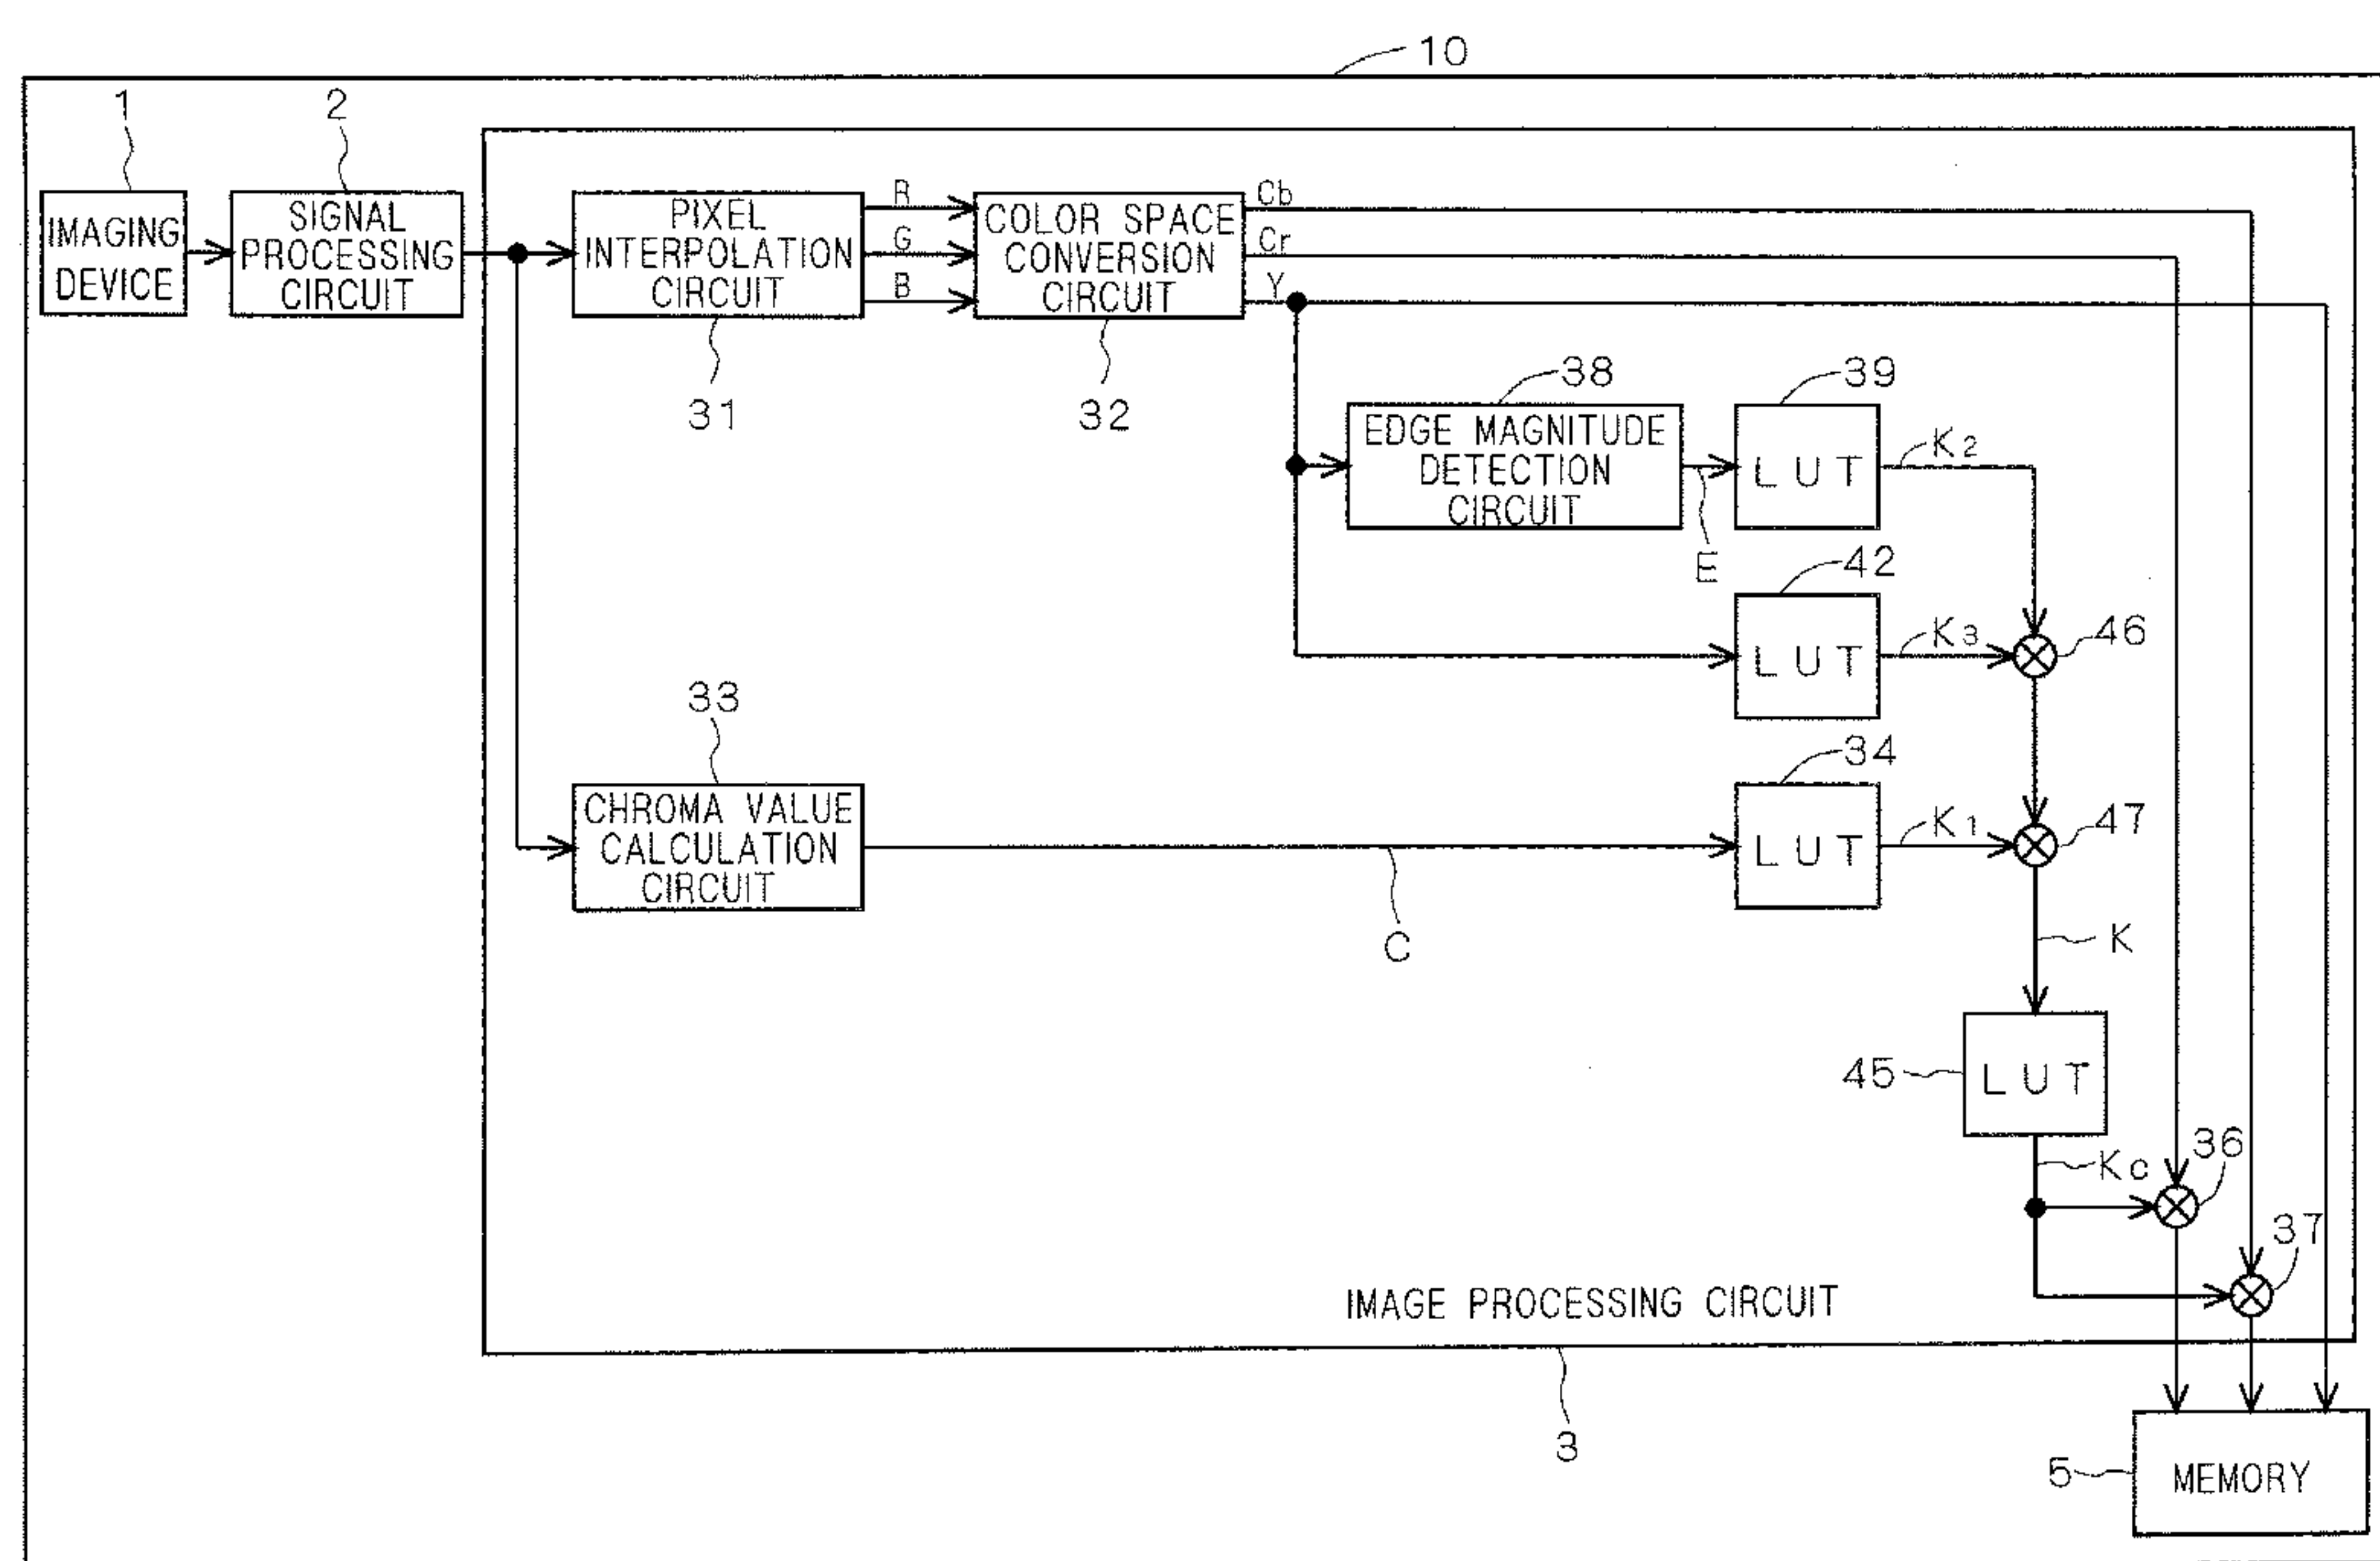 10
1
2
IMAGING
DEVICE
SIGNAL
PROCESSING
CIRCUIT
PIXEL
INTERPOLATION
CIRCUIT
31
R
G
B
COLOR SPACE
CONVERSION
CIRCUIT
32
Cb
Cr
Y
38
EDGE MAGNITUDE
DETECTION
CIRCUIT
E
39
LUT
K2
42
LUT
K3
46
33
CHROMA VALUE
CALCULATION
CIRCUIT
C
34
LUT
K1
47
K
45
LUT
Kc
36
37
IMAGE PROCESSING CIRCUIT
3
5
MEMORY